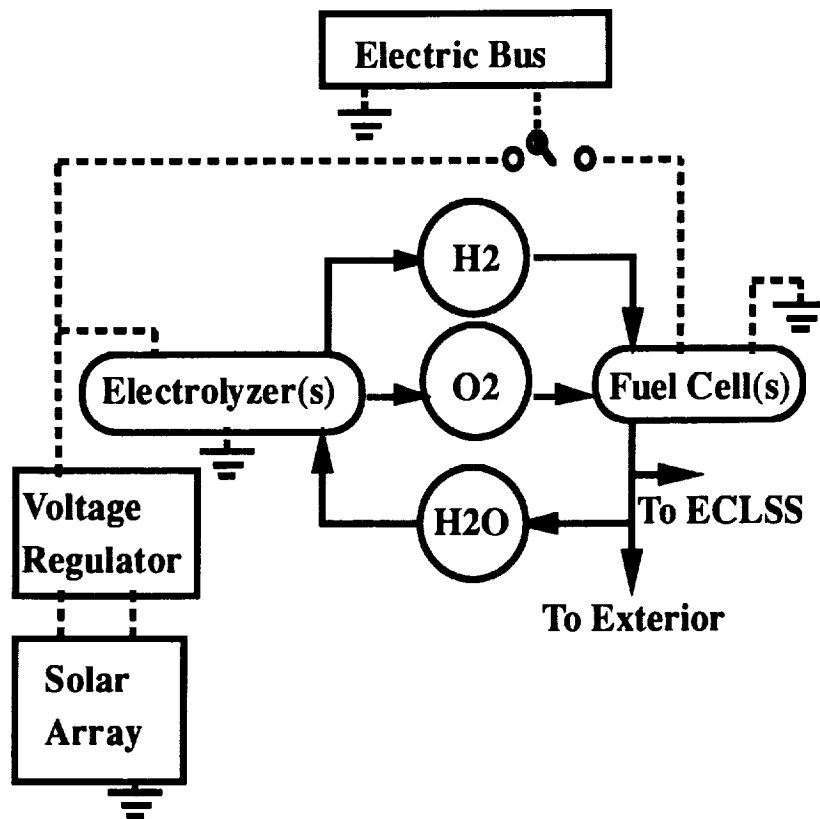 Electric Bus
H2
O2
Electrolyzer(s)
Fuel Cell(s)
H2O
To ECLSS
To Exterior
Voltage
Regulator
Solar
Array